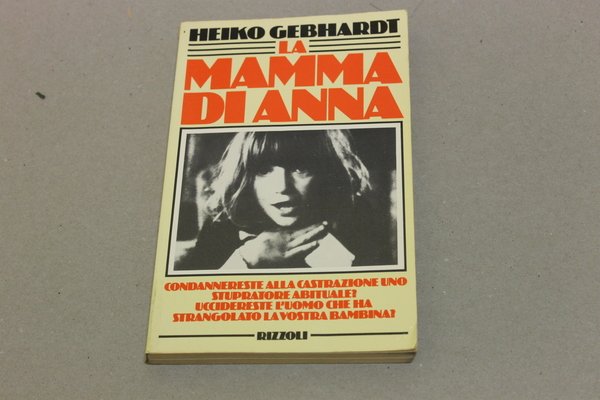 HEIKO GEBHARDT
LA
MAMMA
DI ANNA
CONDANNERESTE ALLA CASTRAZIONE UNO
STUPRATORE ABITUALE?
UCCIDERESTE L'UOMO CHE HA
STRANGOLATO LA VOSTRA BAMBINA?
RIZZOLI